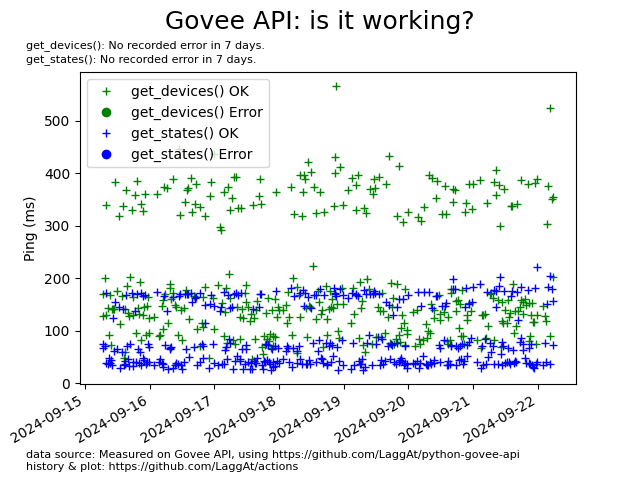 Govee API: is it working?
get_devices(): No recorded error in 7 days.
get_states(): No recorded error in 7 days.
get_devices() OK
get_devices() Error
get_states() OK
get_states() Error
Ping (ms)
500
400
300
200
100
0
2024-09-15
2024-09-16
2024-09-17
2024-09-18
2024-09-19
2024-09-20
2024-09-21
2024-09-22
data source: Measured on Govee API, using https://github.com/LaggAt/python-govee-api
history & plot: https://github.com/LaggAt/actions